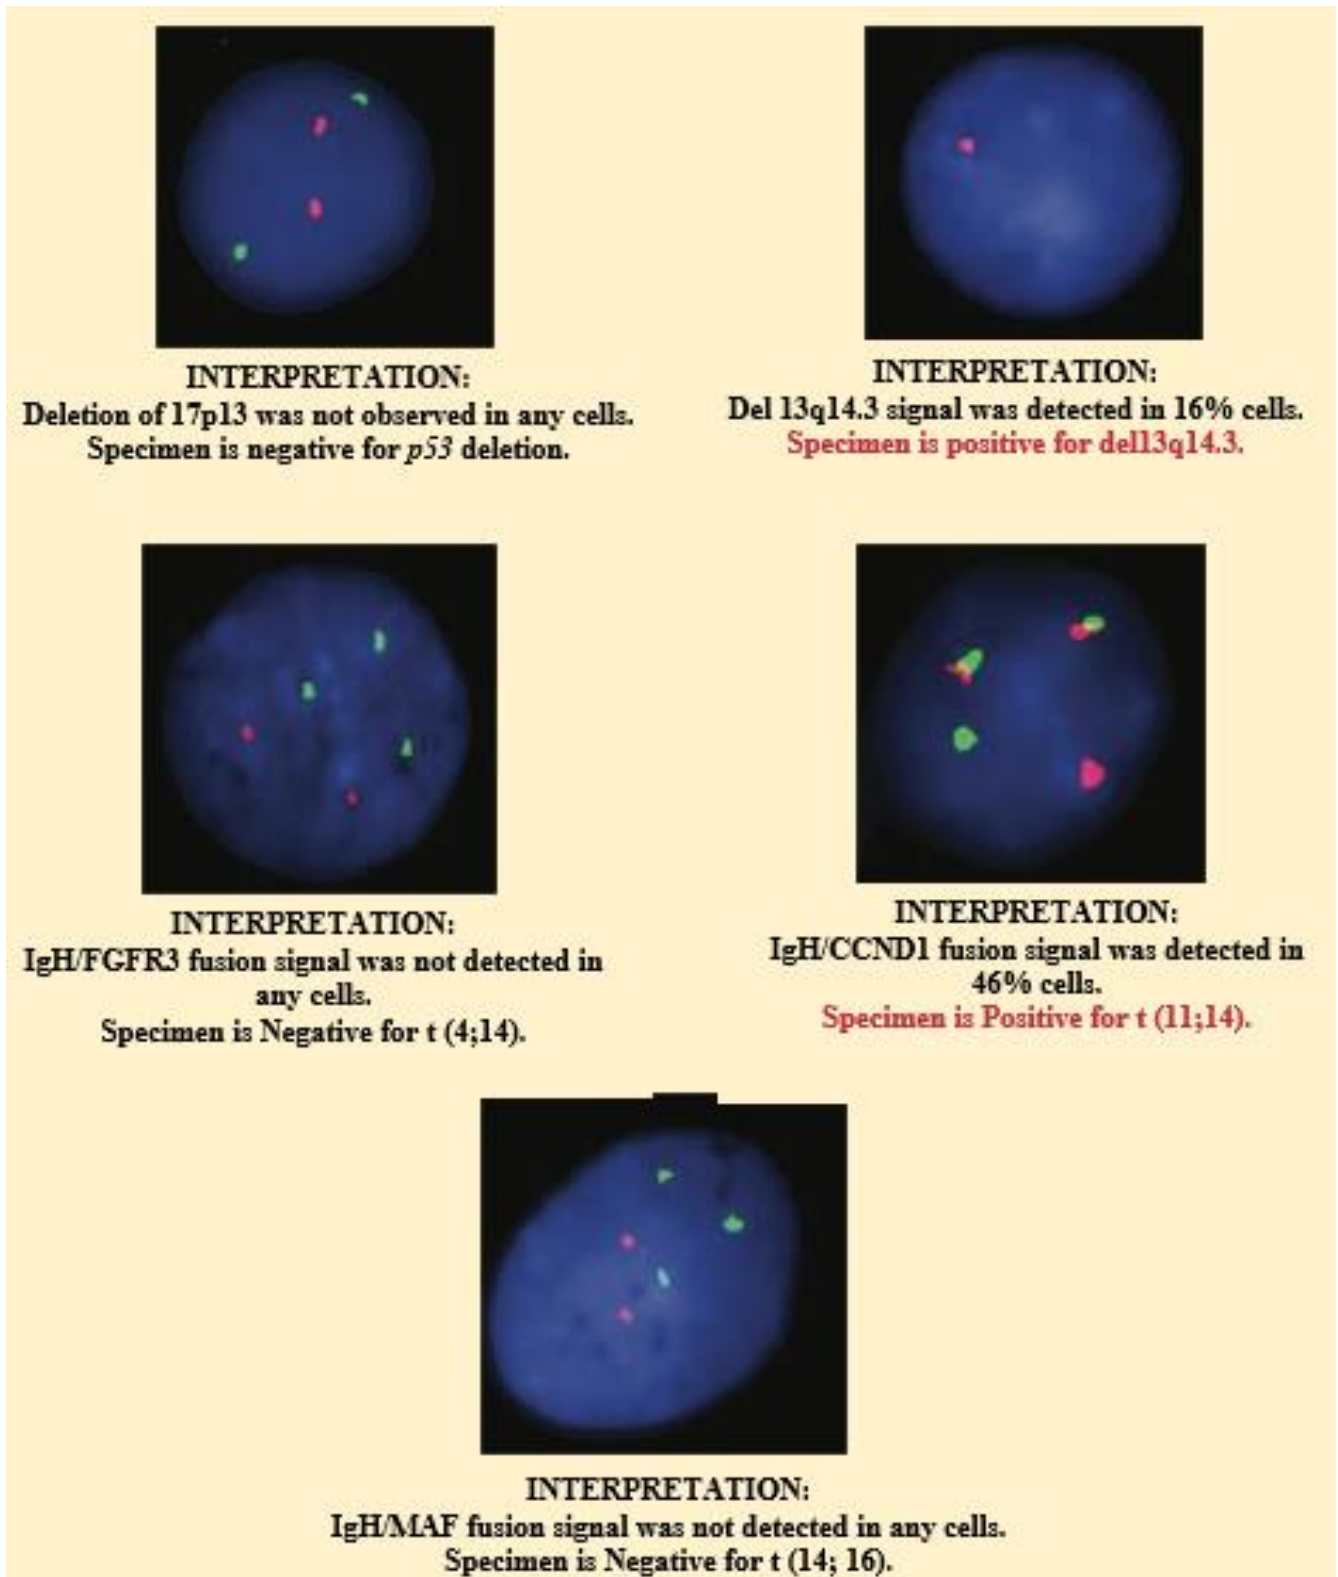 INTERPRETATION:
Deletion of 17p13 was not observed in any cells.
Specimen is negative for p53 deletion.
INTERPRETATION:
Del 13q14.3 signal was detected in 16% cells.
Specimen is positive for del13q14.3.
INTERPRETATION:
IgH/FGFR3 fusion signal was not detected in
any cells.
Specimen is Negative for t (4;14).
INTERPRETATION:
IgH/CCND1 fusion signal was detected in
46% cells.
Specimen is Positive for t (11;14).
INTERPRETATION:
IgH/MAF fusion signal was not detected in any cells.
Specimen is Negative for t (14; 16).